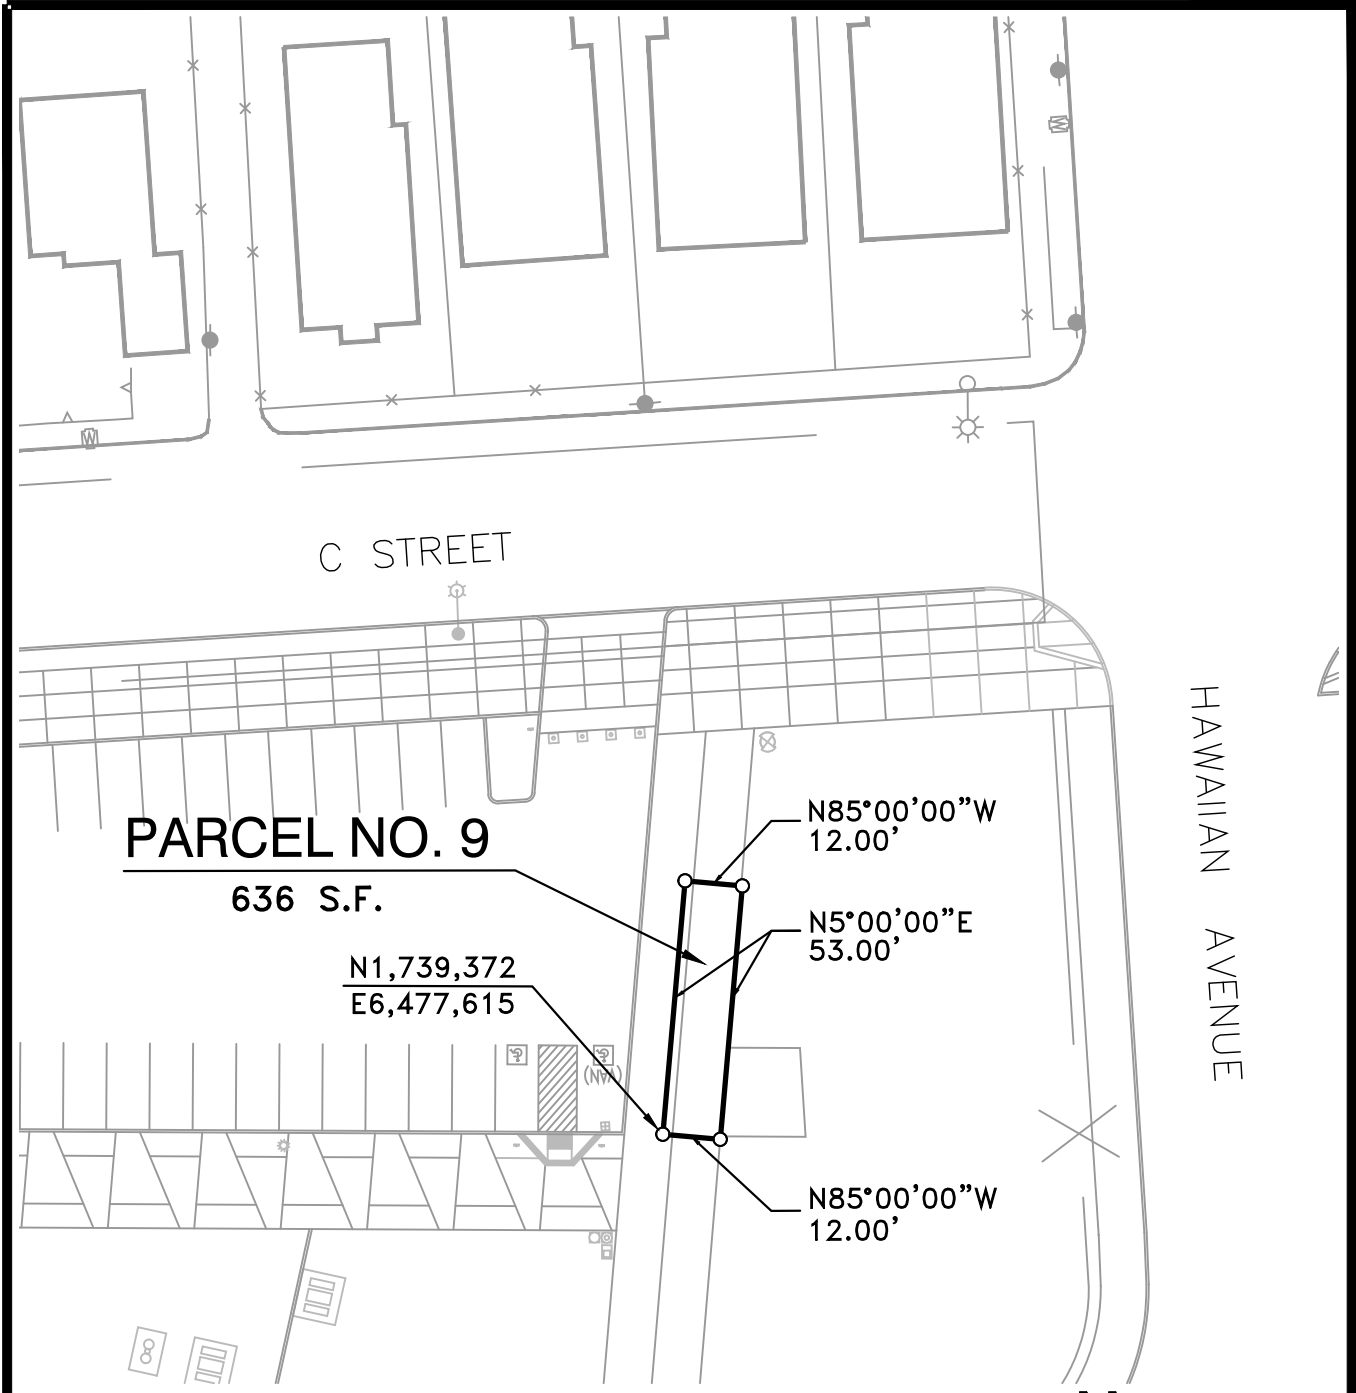 W
W
C STREET
HAWAIIAN AVENUE
PARCEL NO. 9
636 S.F.
N85°00'00"W
12.00'
N5°00'00"E
53.00'
N1,739,372
E6,477,615
(VAN)
N85°00'00"W
12.00'